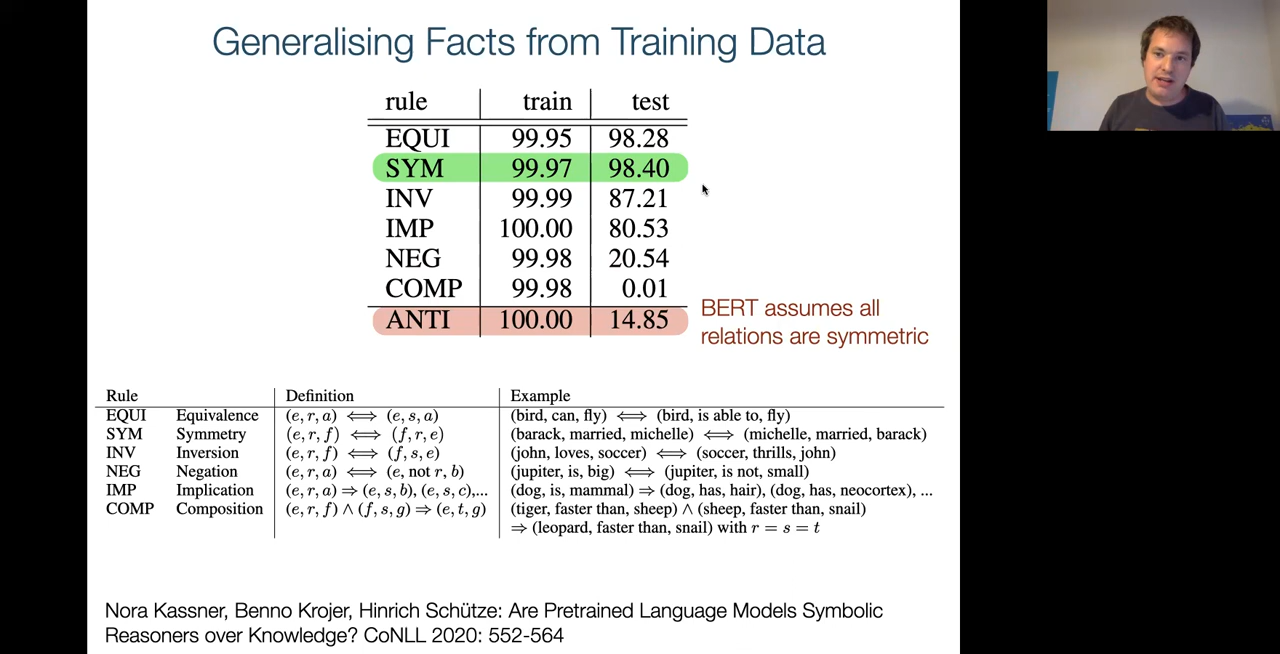 Generalising Facts from Training Data
rule train test
EQUI 99.95 98.28
SYM 99.97 98.40
INV 99.99 87.21
IMP 100.00 80.53
NEG 99.98 20.54
COMP 99.98 0.01
ANTI 100.00 14.85
BERT assumes all
relations are symmetric
Rule Definition Example
EQUI Equivalence (e, r, a) ⟺ (e, s, a) (bird, can, fly) ⟺ (bird, is able to, fly)
SYM Symmetry (e, r, f) ⟺ (f, r, e) (barack, married, michelle) ⟺ (michelle, married, barack)
INV Inversion (e, r, f) ⟺ (f, s, e) (john, loves, soccer) ⟺ (soccer, thrills, john)
NEG Negation (e, r, a) ⟺ (e, not r, b) (jupiter, is, big) ⟺ (jupiter, is not, small)
IMP Implication (e, r, a) ⇒ (e, s, b), (e, s, c),... (dog, is, mammal) ⇒ (dog, has, hair), (dog, has, neocortex), ...
COMP Composition (e, r, f) ∧ (f, s, g) ⇒ (e, t, g) (tiger, faster than, sheep) ∧ (sheep, faster than, snail)
⇒ (leopard, faster than, snail) with r = s = t
Nora Kassner, Benno Krojer, Hinrich Schütze: Are Pretrained Language Models Symbolic
Reasoners over Knowledge? CoNLL 2020: 552-564